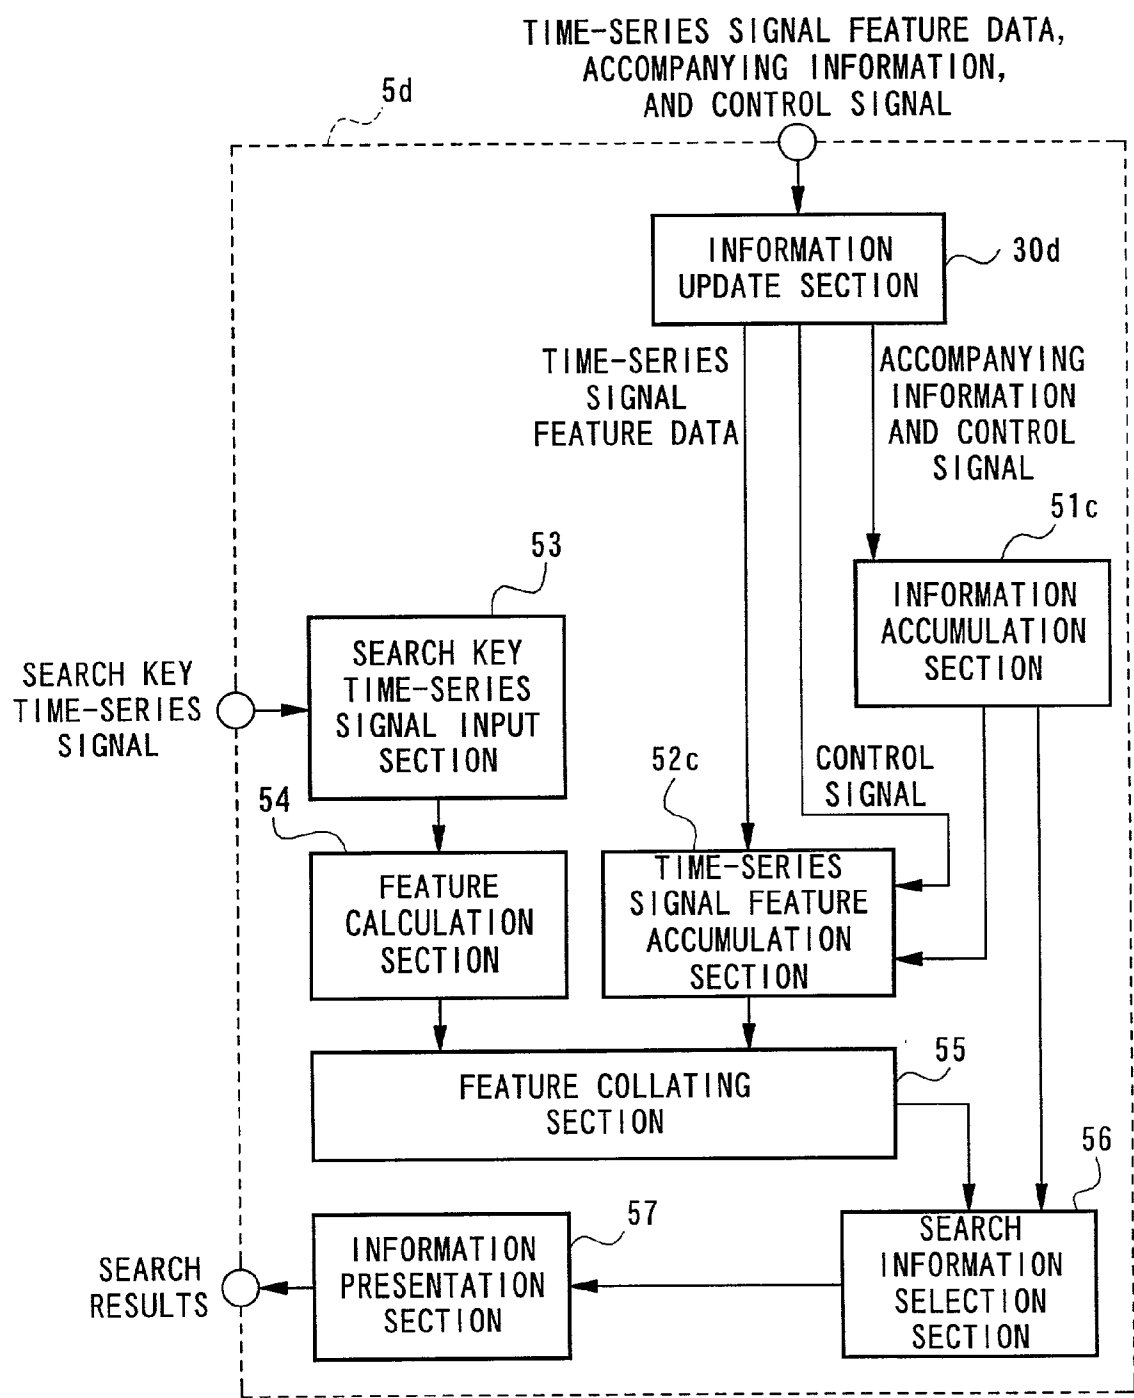 TIME-SERIES SIGNAL FEATURE DATA,
ACCOMPANYING INFORMATION,
AND CONTROL SIGNAL
5d
INFORMATION
UPDATE SECTION
30d
TIME-SERIES
SIGNAL
FEATURE DATA
ACCOMPANYING
INFORMATION
AND CONTROL
SIGNAL
51c
INFORMATION
ACCUMULATION
SECTION
53
SEARCH KEY
TIME-SERIES
SIGNAL INPUT
SECTION
SEARCH KEY
TIME-SERIES
SIGNAL
CONTROL
SIGNAL
52c
54
TIME-SERIES
SIGNAL FEATURE
ACCUMULATION
SECTION
FEATURE
CALCULATION
SECTION
55
FEATURE COLLATING
SECTION
56
SEARCH
INFORMATION
SELECTION
SECTION
57
INFORMATION
PRESENTATION
SECTION
SEARCH
RESULTS